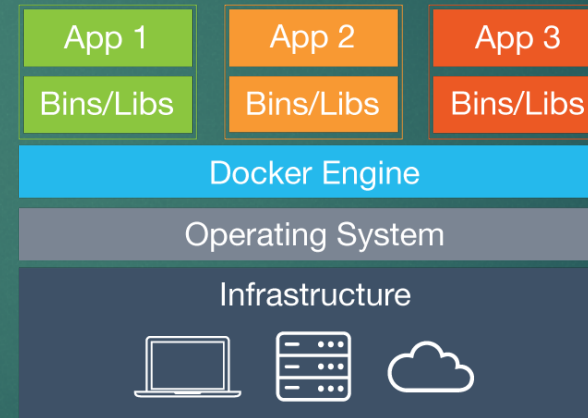 App 1
App 2
App 3
Bins/Libs
Bins/Libs
Bins/Libs
Docker Engine
Operating System
Infrastructure